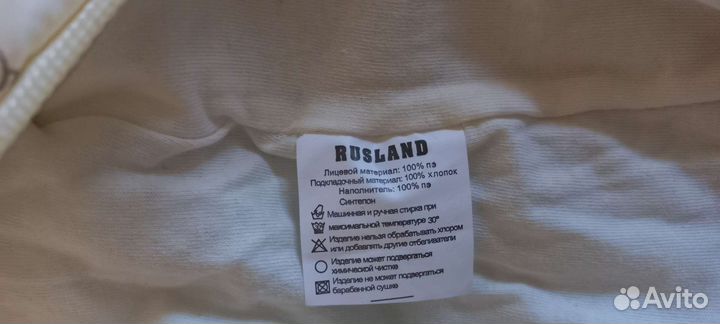 RUSLAND
Лицевой материал: 100% пэ
Подкладочный материал: 100% хлопок
Наполнитель: 100% пэ
Синтепон
Машинная и ручная стирка при
максимальной температуре 30°
Изделие нельзя обрабатывать хлором
или добавлять другие отбеливатели
Изделие может подвергаться
химической чистке
Изделие не может подвергаться
барабанной сушке
Avito